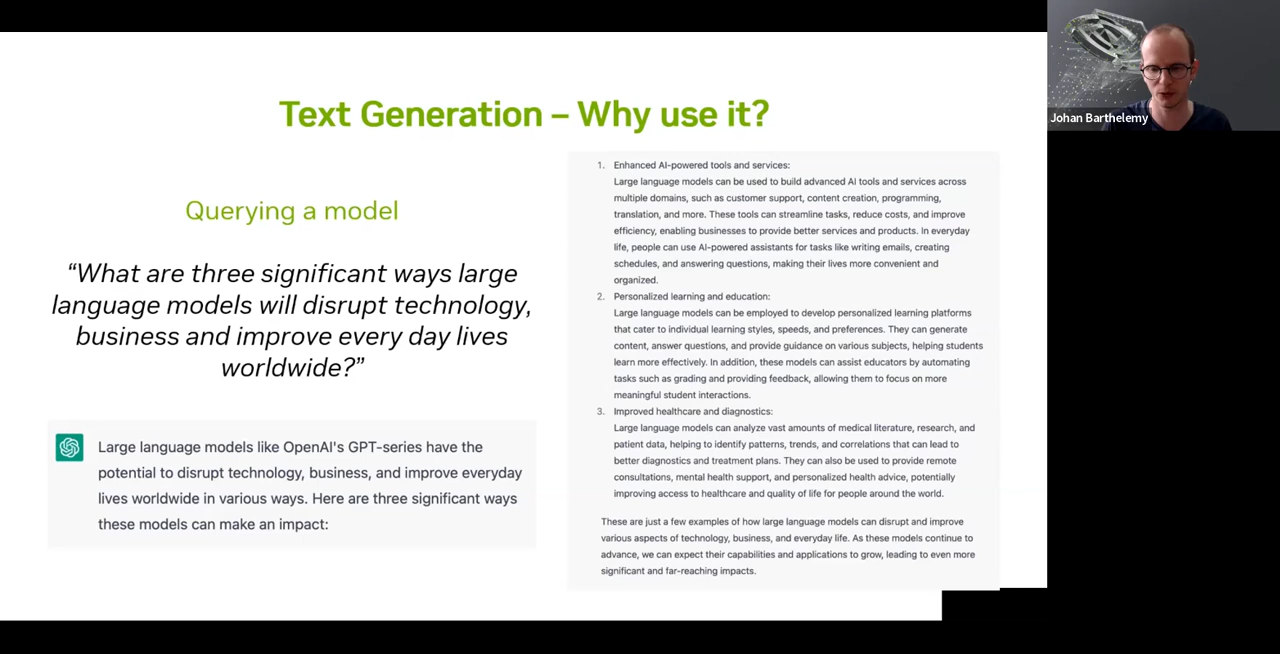 Text Generation – Why use it?
Querying a model
“What are three significant ways large
language models will disrupt technology,
business and improve every day lives
worldwide?”
Large language models like OpenAI's GPT-series have the
potential to disrupt technology, business, and improve everyday
lives worldwide in various ways. Here are three significant ways
these models can make an impact:
1. Enhanced AI-powered tools and services:
Large language models can be used to build advanced AI tools and services across
multiple domains, such as customer support, content creation, programming,
translation, and more. These tools can streamline tasks, reduce costs, and improve
efficiency, enabling businesses to provide better services and products. In everyday
life, people can use AI-powered assistants for tasks like writing emails, creating
schedules, and answering questions, making their lives more convenient and
organized.
2. Personalized learning and education:
Large language models can be employed to develop personalized learning platforms
that cater to individual learning styles, speeds, and preferences. They can generate
content, answer questions, and provide guidance on various subjects, helping students
learn more effectively. In addition, these models can assist educators by automating
tasks such as grading and providing feedback, allowing them to focus on more
meaningful student interactions.
3. Improved healthcare and diagnostics:
Large language models can analyze vast amounts of medical literature, research, and
patient data, helping to identify patterns, trends, and correlations that can lead to
better diagnostics and treatment plans. They can also be used to provide remote
consultations, mental health support, and personalized health advice, potentially
improving access to healthcare and quality of life for people around the world.
These are just a few examples of how large language models can disrupt and improve
various aspects of technology, business, and everyday life. As these models continue to
advance, we can expect their capabilities and applications to grow, leading to even more
significant and far-reaching impacts.
Johan Barthelemy